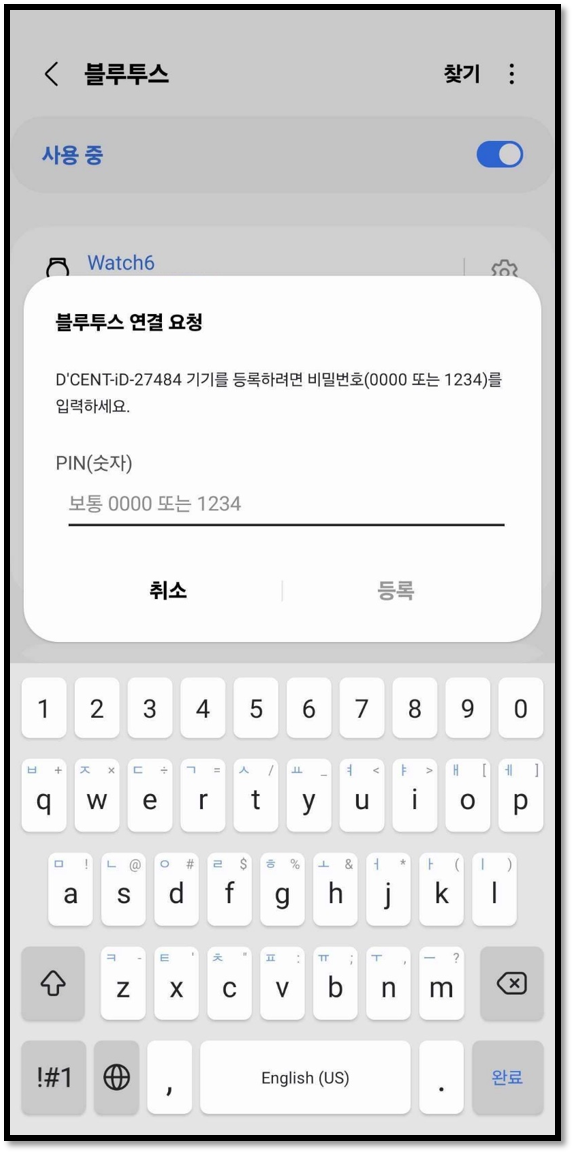 블루투스 찾기
사용 중
Watch6
블루투스 연결 요청
D'CENT-iD-27484 기기를 등록하려면 비밀번호(0000 또는 1234)를
입력하세요.
PIN(숫자)
보통 0000 또는 1234
취소 등록
1 2 3 4 5 6 7 8 9 0
ㅂ + ㅈ × ㄷ ÷ ㄱ = ㅅ / ㅛ _ ㅕ < ㅑ > ㅐ [ ㅔ ]
q w e r t y u i o p
ㅁ ! ㄴ @ ㅇ # ㄹ $ ㅎ % ㅗ & ㅓ * ㅏ ( ㅣ )
a s d f g h j k l
ㅋ - ㅌ ' ㅊ " ㅍ : ㅠ ; ㅜ , ㅡ ?
z x c v b n m
!#1 , English (US) . 완료